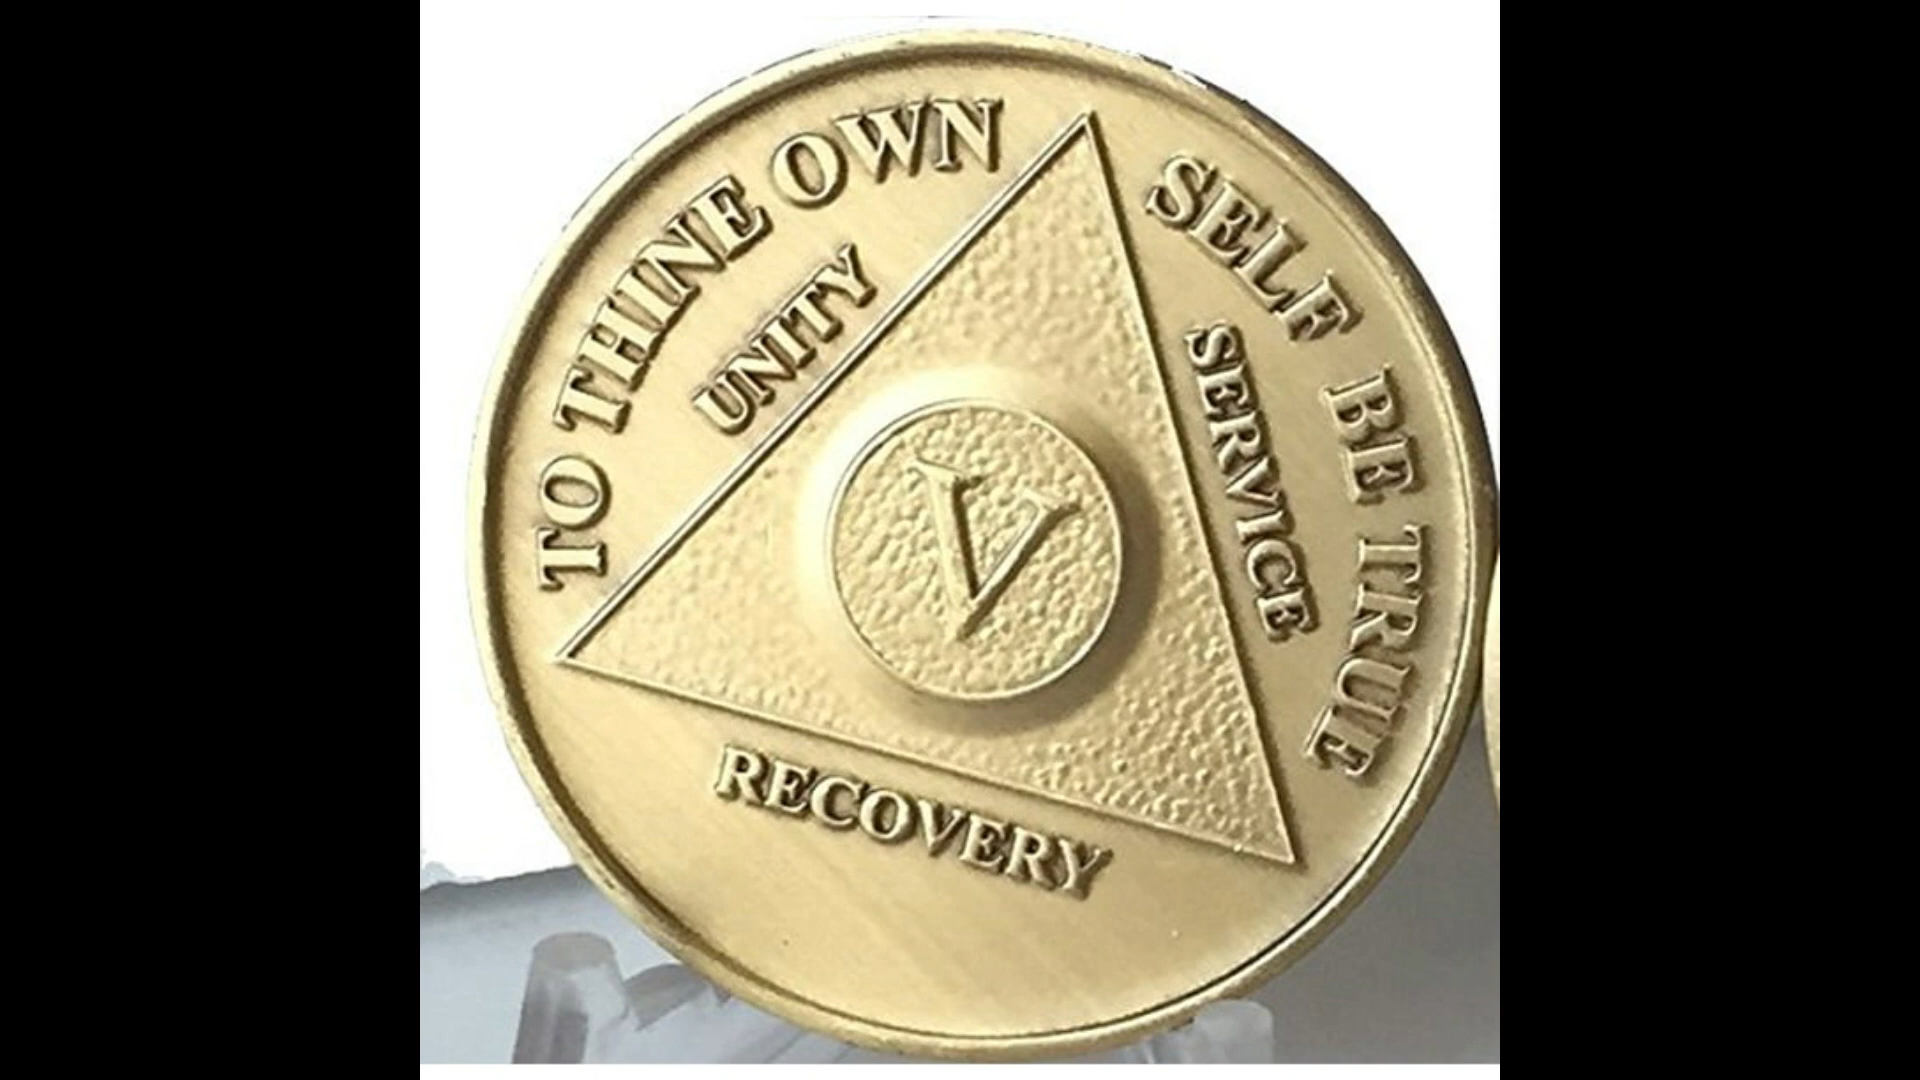 TO THINE OWN SELF BE TRUE
UNITY
SERVICE
V
RECOVERY